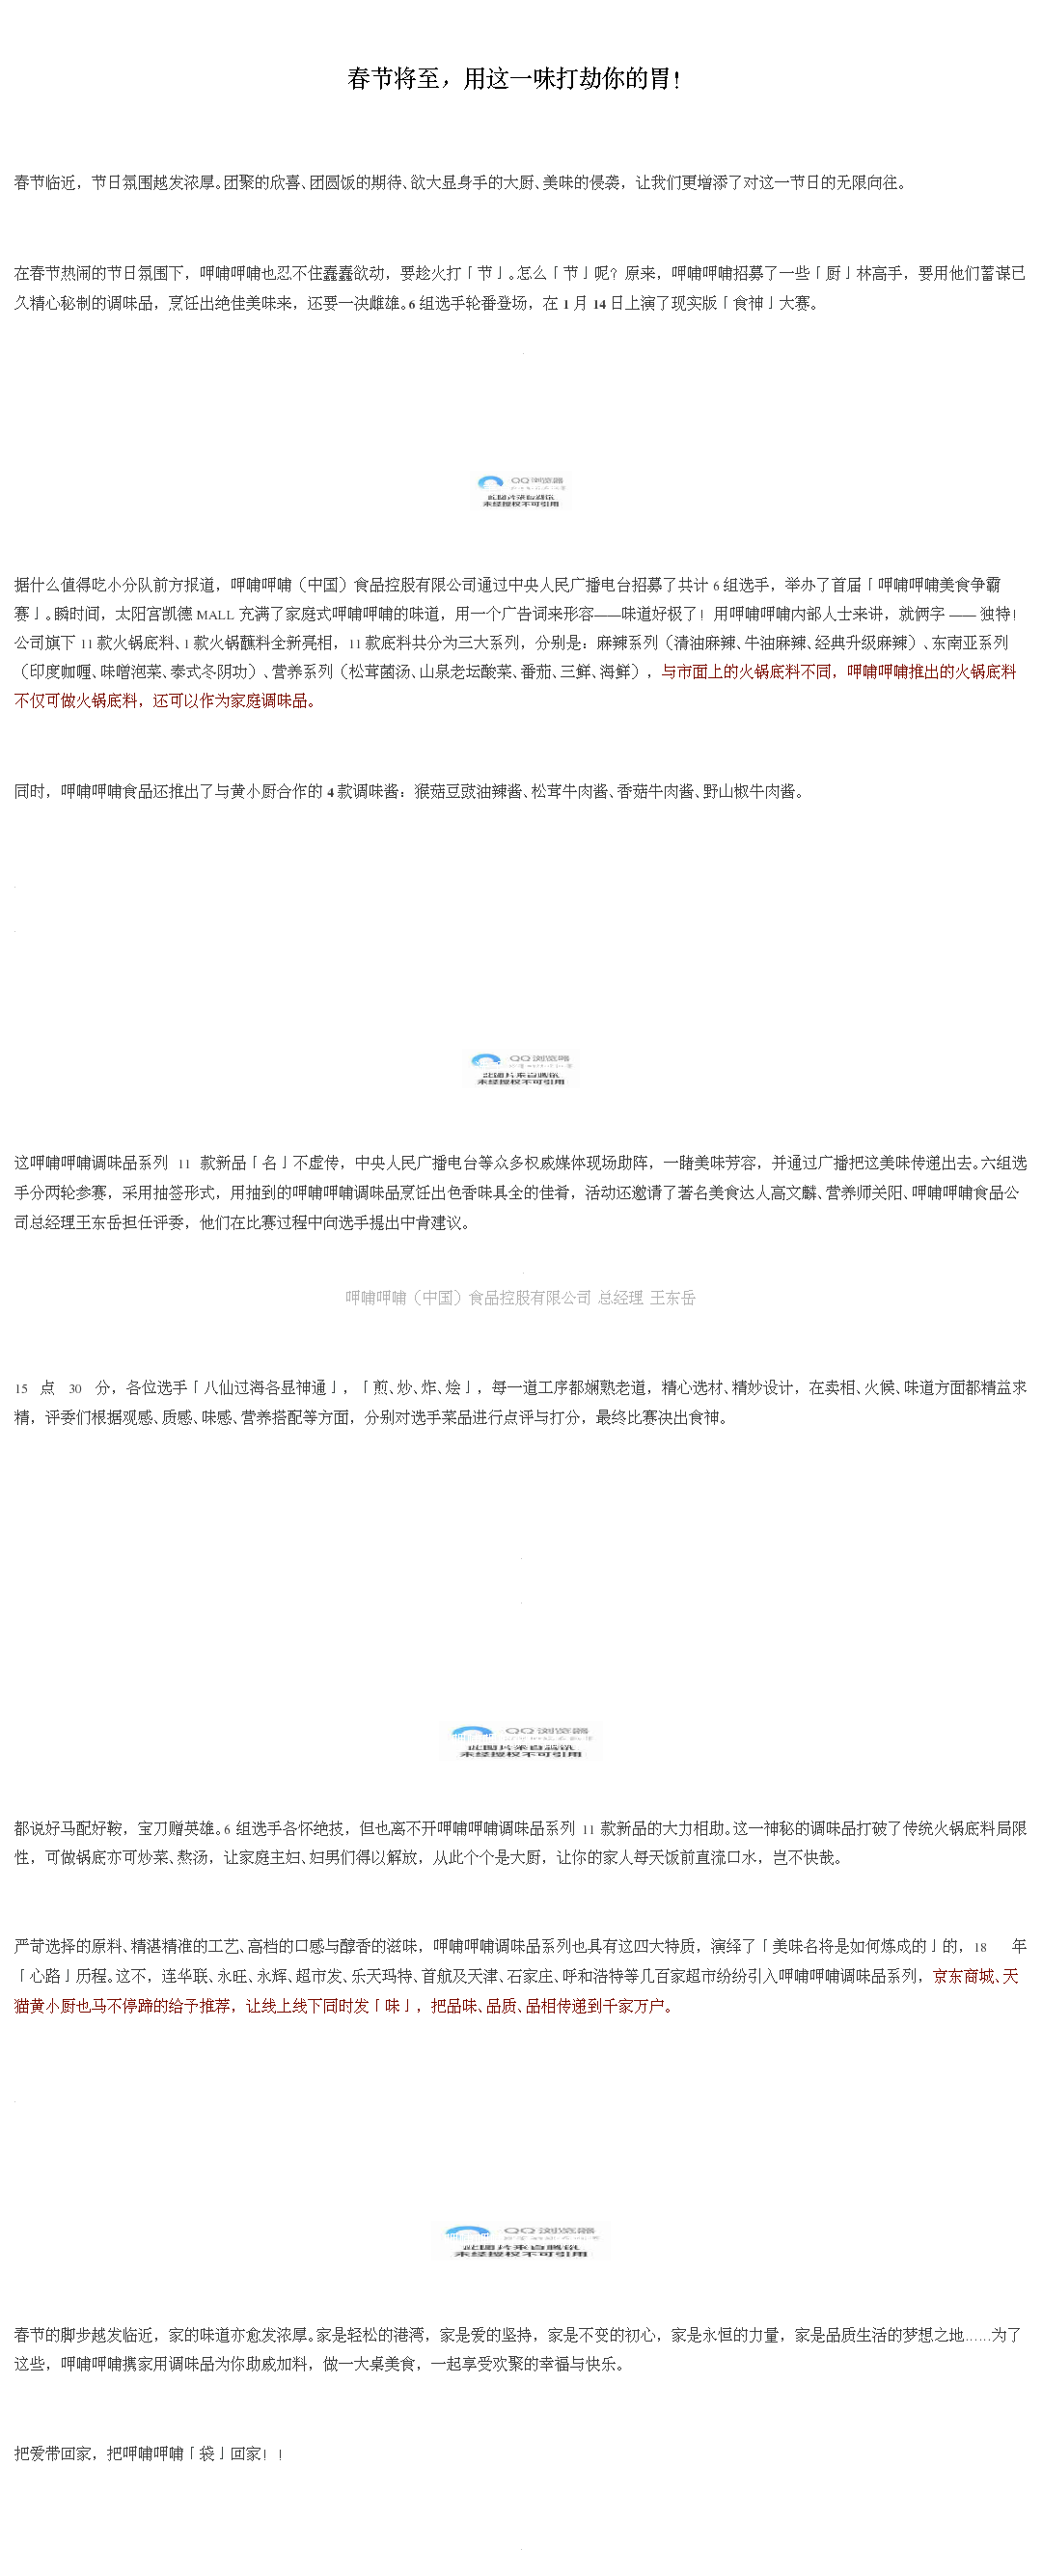 春节将至，用这一味打劫你的胃！
春节临近，节日氛围越发浓厚。团聚的欣喜、团圆饭的期待、欲大显身手的大厨、美味的侵袭，让我们更增添了对这一节日的无限向往。
在春节热闹的节日氛围下，呷哺呷哺也忍不住蠢蠢欲动，要趁火打「节」。怎么「节」呢？原来，呷哺呷哺招募了一些「厨」林高手，要用他们蓄谋已
久精心秘制的调味品，烹饪出绝佳美味来，还要一决雌雄。6 组选手轮番登场，在 1 月 14 日上演了现实版「食神」大赛。
QQ浏览器
此图片来自腾讯
未经授权不可引用
据什么值得吃小分队前方报道，呷哺呷哺（中国）食品控股有限公司通过中央人民广播电台招募了共计 6 组选手，举办了首届「呷哺呷哺美食争霸
赛」。瞬时间，太阳宫凯德 MALL 充满了家庭式呷哺呷哺的味道，用一个广告词来形容——味道好极了！用呷哺呷哺内部人士来讲，就俩字 —— 独特！
公司旗下 11 款火锅底料、1 款火锅蘸料全新亮相，11 款底料共分为三大系列，分别是：麻辣系列（清油麻辣、牛油麻辣、经典升级麻辣）、东南亚系列
（印度咖喱、味噌泡菜、泰式冬阴功）、营养系列（松茸菌汤、山泉老坛酸菜、番茄、三鲜、海鲜），与市面上的火锅底料不同，呷哺呷哺推出的火锅底料
不仅可做火锅底料，还可以作为家庭调味品。
同时，呷哺呷哺食品还推出了与黄小厨合作的 4 款调味酱：猴菇豆豉油辣酱、松茸牛肉酱、香菇牛肉酱、野山椒牛肉酱。
QQ浏览器
此图片来自腾讯
未经授权不可引用
这呷哺呷哺调味品系列 11 款新品「名」不虚传，中央人民广播电台等众多权威媒体现场助阵，一睹美味芳容，并通过广播把这美味传递出去。六组选
手分两轮参赛，采用抽签形式，用抽到的呷哺呷哺调味品烹饪出色香味具全的佳肴，活动还邀请了著名美食达人高文麟、营养师关阳、呷哺呷哺食品公
司总经理王东岳担任评委，他们在比赛过程中向选手提出中肯建议。
呷哺呷哺（中国）食品控股有限公司 总经理 王东岳
15 点 30 分，各位选手「八仙过海各显神通」，「煎、炒、炸、烩」，每一道工序都娴熟老道，精心选材、精妙设计，在卖相、火候、味道方面都精益求
精，评委们根据观感、质感、味感、营养搭配等方面，分别对选手菜品进行点评与打分，最终比赛决出食神。
QQ浏览器
此图片来自腾讯
未经授权不可引用
都说好马配好鞍，宝刀赠英雄。6 组选手各怀绝技，但也离不开呷哺呷哺调味品系列 11 款新品的大力相助。这一神秘的调味品打破了传统火锅底料局限
性，可做锅底亦可炒菜、熬汤，让家庭主妇、妇男们得以解放，从此个个是大厨，让你的家人每天饭前直流口水，岂不快哉。
严苛选择的原料、精湛精准的工艺、高档的口感与醇香的滋味，呷哺呷哺调味品系列也具有这四大特质，演绎了「美味名将是如何炼成的」的，18 年
「心路」历程。这不，连华联、永旺、永辉、超市发、乐天玛特、首航及天津、石家庄、呼和浩特等几百家超市纷纷引入呷哺呷哺调味品系列，京东商城、天
猫黄小厨也马不停蹄的给予推荐，让线上线下同时发「味」，把品味、品质、品相传递到千家万户。
QQ浏览器
此图片来自腾讯
未经授权不可引用
春节的脚步越发临近，家的味道亦愈发浓厚。家是轻松的港湾，家是爱的坚持，家是不变的初心，家是永恒的力量，家是品质生活的梦想之地……为了
这些，呷哺呷哺携家用调味品为你助威加料，做一大桌美食，一起享受欢聚的幸福与快乐。
把爱带回家，把呷哺呷哺「袋」回家！！